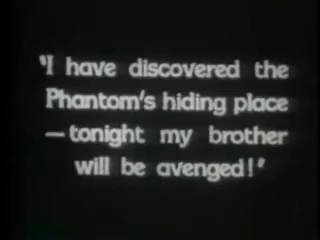 "I have discovered the
Phantom's hiding place
—tonight my brother
will be avenged!"